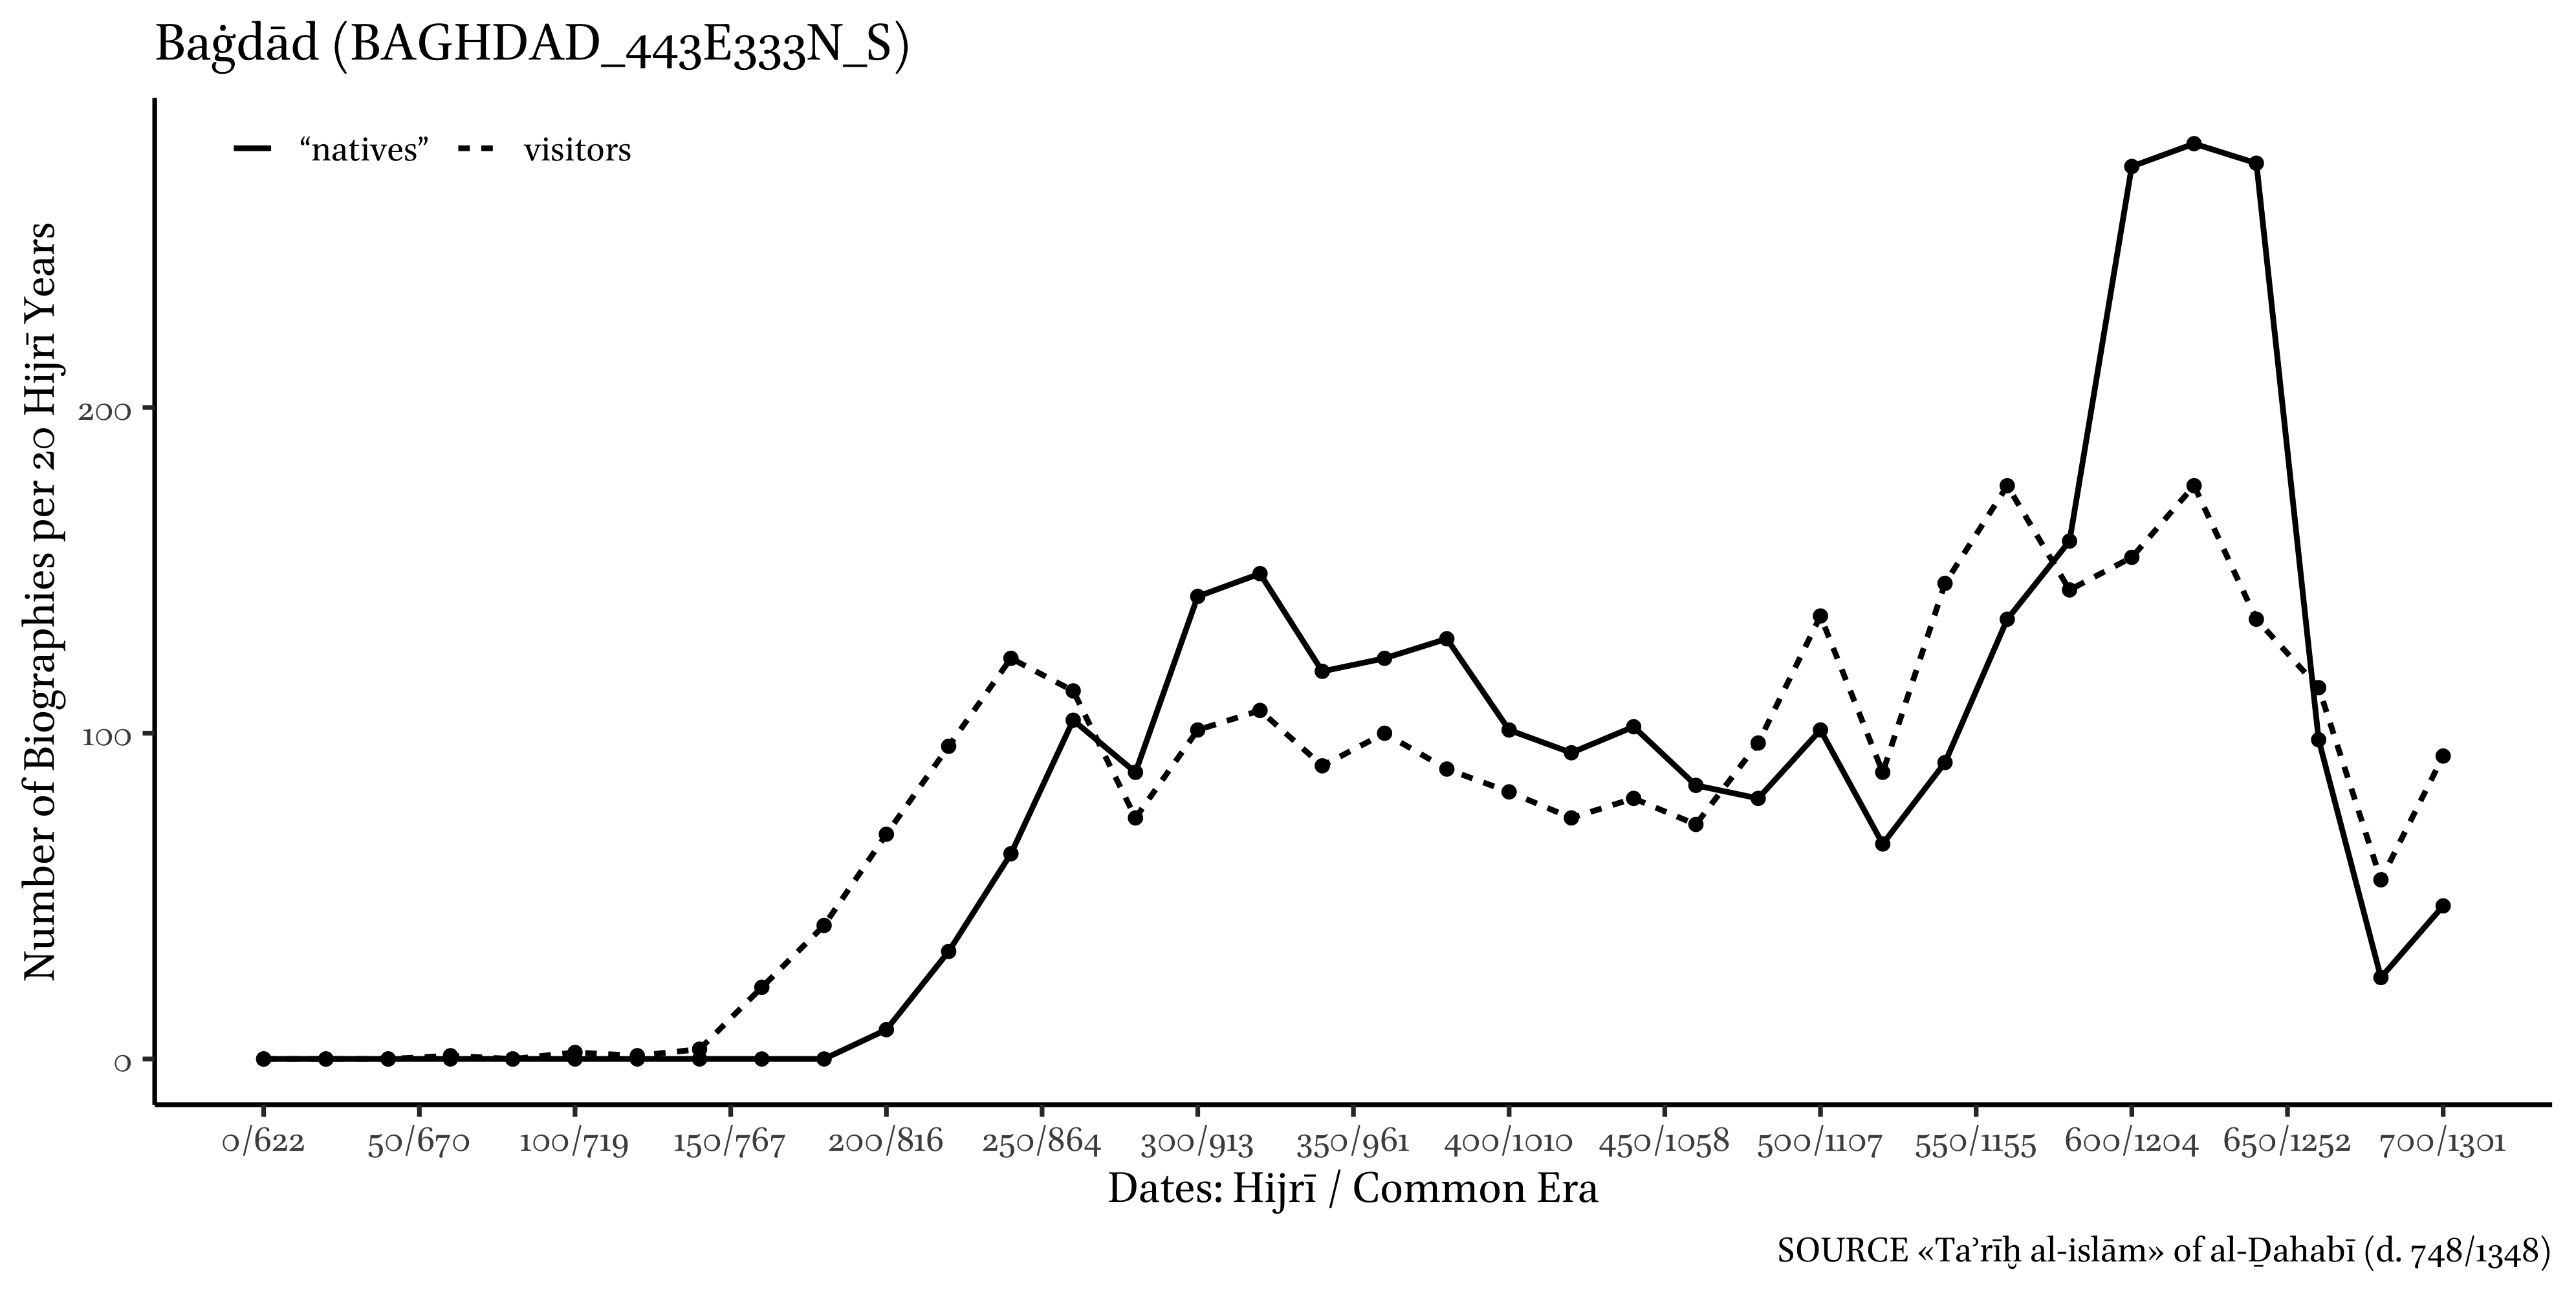 Baġdād (BAGHDAD_443E333N_S)
“natives” visitors
Number of Biographies per 20 Hijrī Years
200
100
0
0/622 50/670 100/719 150/767 200/816 250/864 300/913 350/961 400/1010 450/1058 500/1107 550/1155 600/1204 650/1252 700/1301
Dates: Hijrī / Common Era
SOURCE «Taʾrīḫ al-islām» of al-Ḏahabī (d. 748/1348)